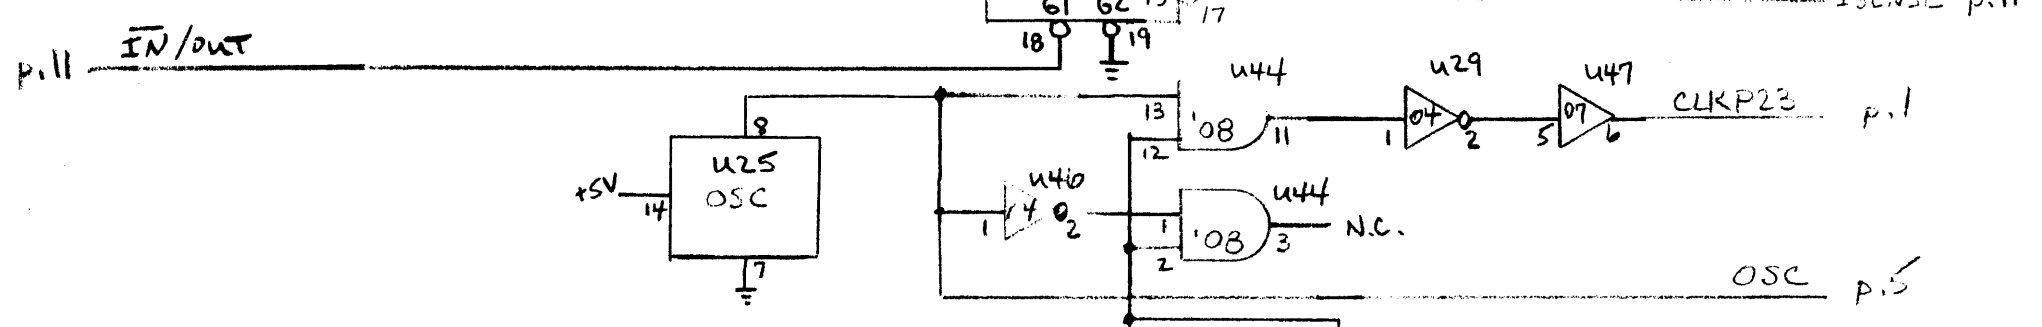 G1 G2
17
18 19
p.11 IN/OUT
U44 U29 U47
13 '08 11 1 04 2 5 07 6 CLKP23 p.1
12
8
U25
OSC
+5V 14
7
U46
1 4 2
U44
1 '08 3 N.C.
2
OSC p.5